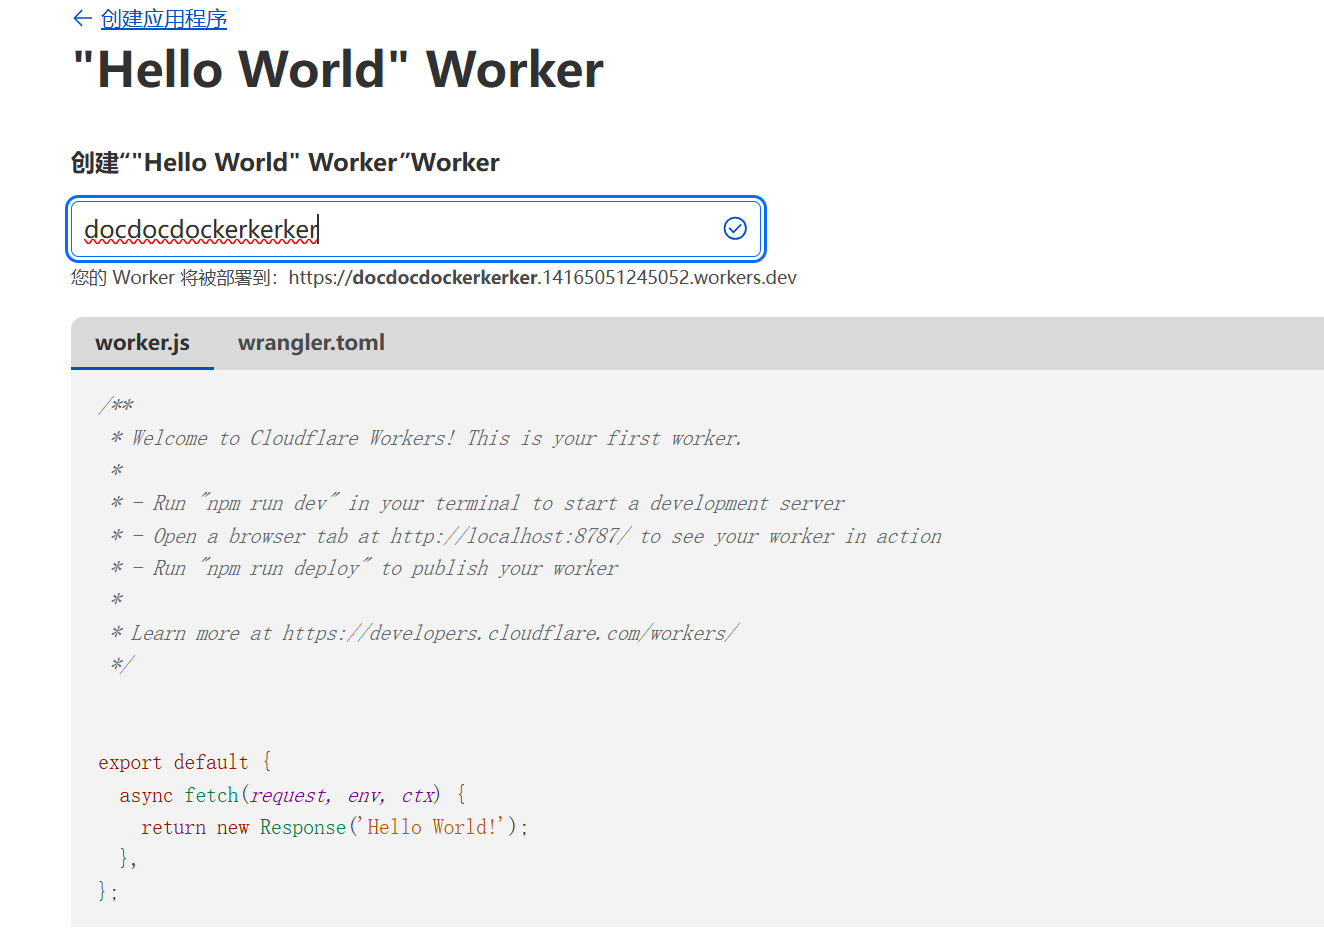 ← 创建应用程序
"Hello World" Worker
创建“"Hello World" Worker”Worker
docdocdockerkerker
您的 Worker 将被部署到：https://docdocdockerkerker.14165051245052.workers.dev
worker.js wrangler.toml
/**
* Welcome to Cloudflare Workers! This is your first worker.
*
* - Run "npm run dev" in your terminal to start a development server
* - Open a browser tab at http://localhost:8787/ to see your worker in action
* - Run "npm run deploy" to publish your worker
*
* Learn more at https://developers.cloudflare.com/workers/
*/
export default {
async fetch(request, env, ctx) {
return new Response('Hello World!');
},
};